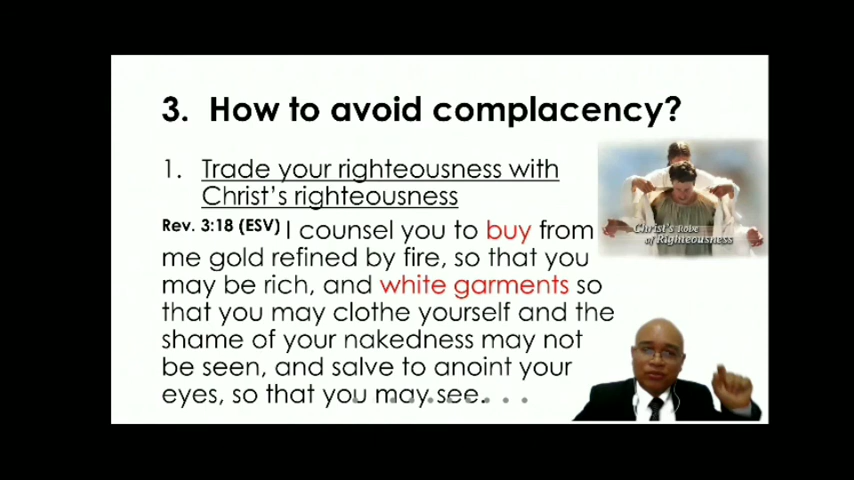 3. How to avoid complacency?
1. Trade your righteousness with
Christ's righteousness
Rev. 3:18 (ESV) I counsel you to buy from
me gold refined by fire, so that you
may be rich, and white garments so
that you may clothe yourself and the
shame of your nakedness may not
be seen, and salve to anoint your
eyes, so that you may see.
Christ's Robe
of Righteousness